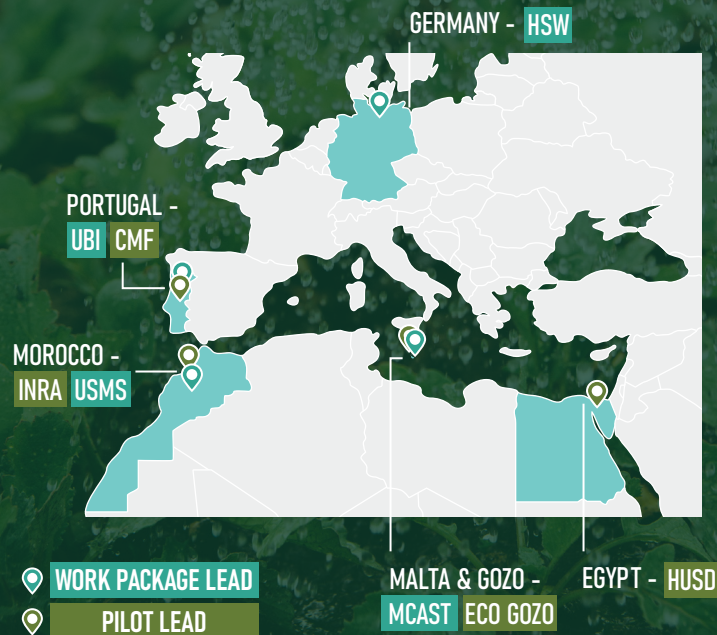 GERMANY - HSW
PORTUGAL -
UBI CMF
MOROCCO -
INRA USMS
MALTA & GOZO -
MCAST ECO GOZO
EGYPT - HUSD
WORK PACKAGE LEAD
PILOT LEAD